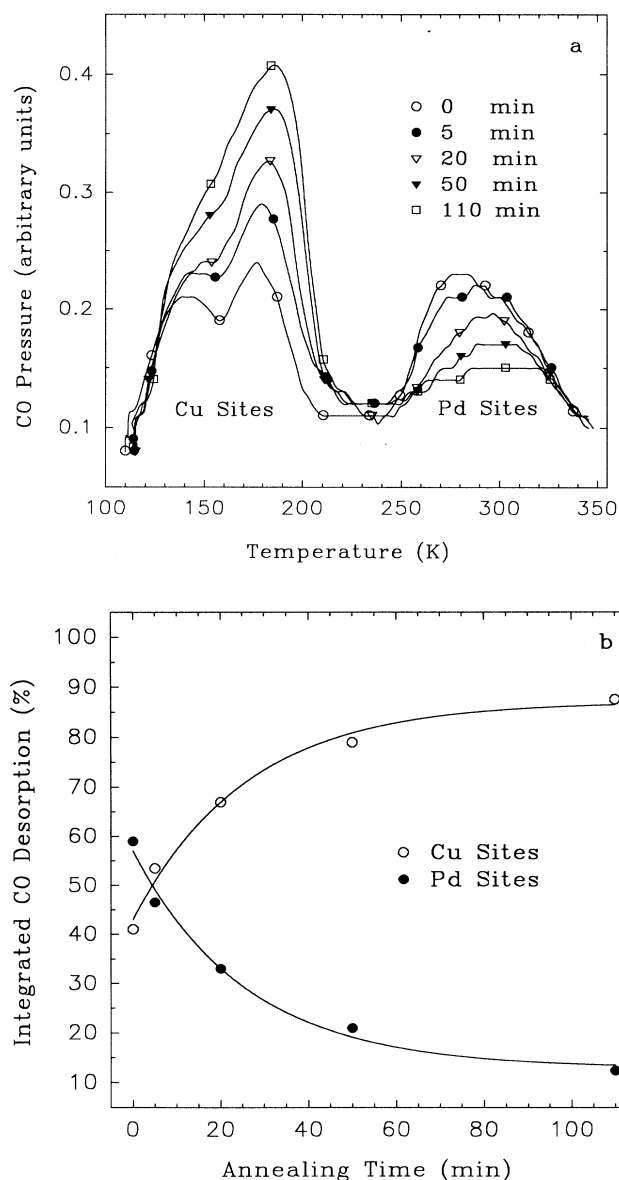 a
0.4
0.3
0.2
0.1
CO Pressure (arbitrary units)
0 min
5 min
20 min
50 min
110 min
Cu Sites
Pd Sites
100 150 200 250 300 350
Temperature (K)
b
100
90
80
70
60
50
40
30
20
10
Integrated CO Desorption (%)
Cu Sites
Pd Sites
0 20 40 60 80 100
Annealing Time (min)